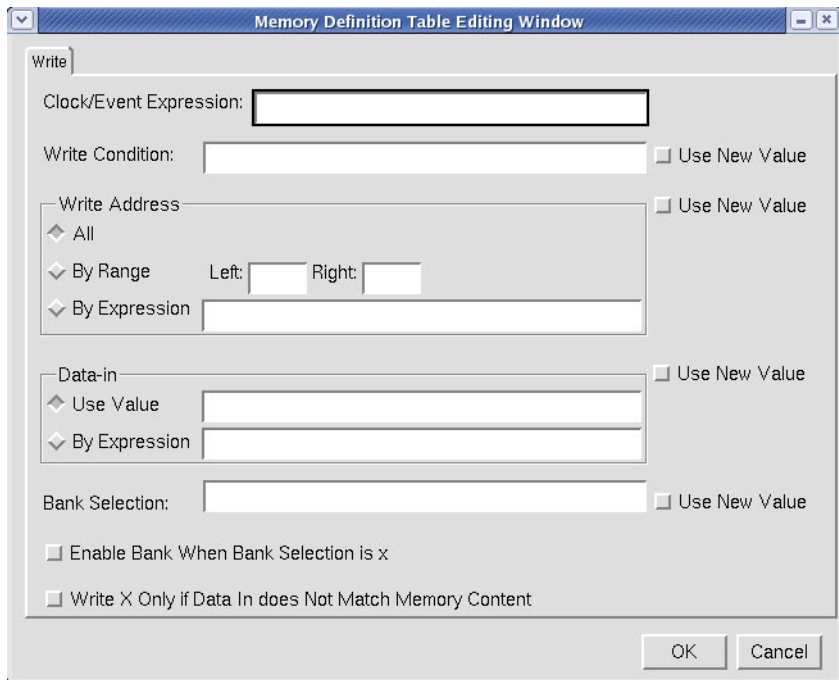 Memory Definition Table Editing Window
Write
Clock/Event Expression:
Write Condition: Use New Value
Write Address Use New Value
All
By Range Left: Right:
By Expression
Data-in Use New Value
Use Value
By Expression
Bank Selection: Use New Value
Enable Bank When Bank Selection is x
Write X Only if Data In does Not Match Memory Content
OK Cancel